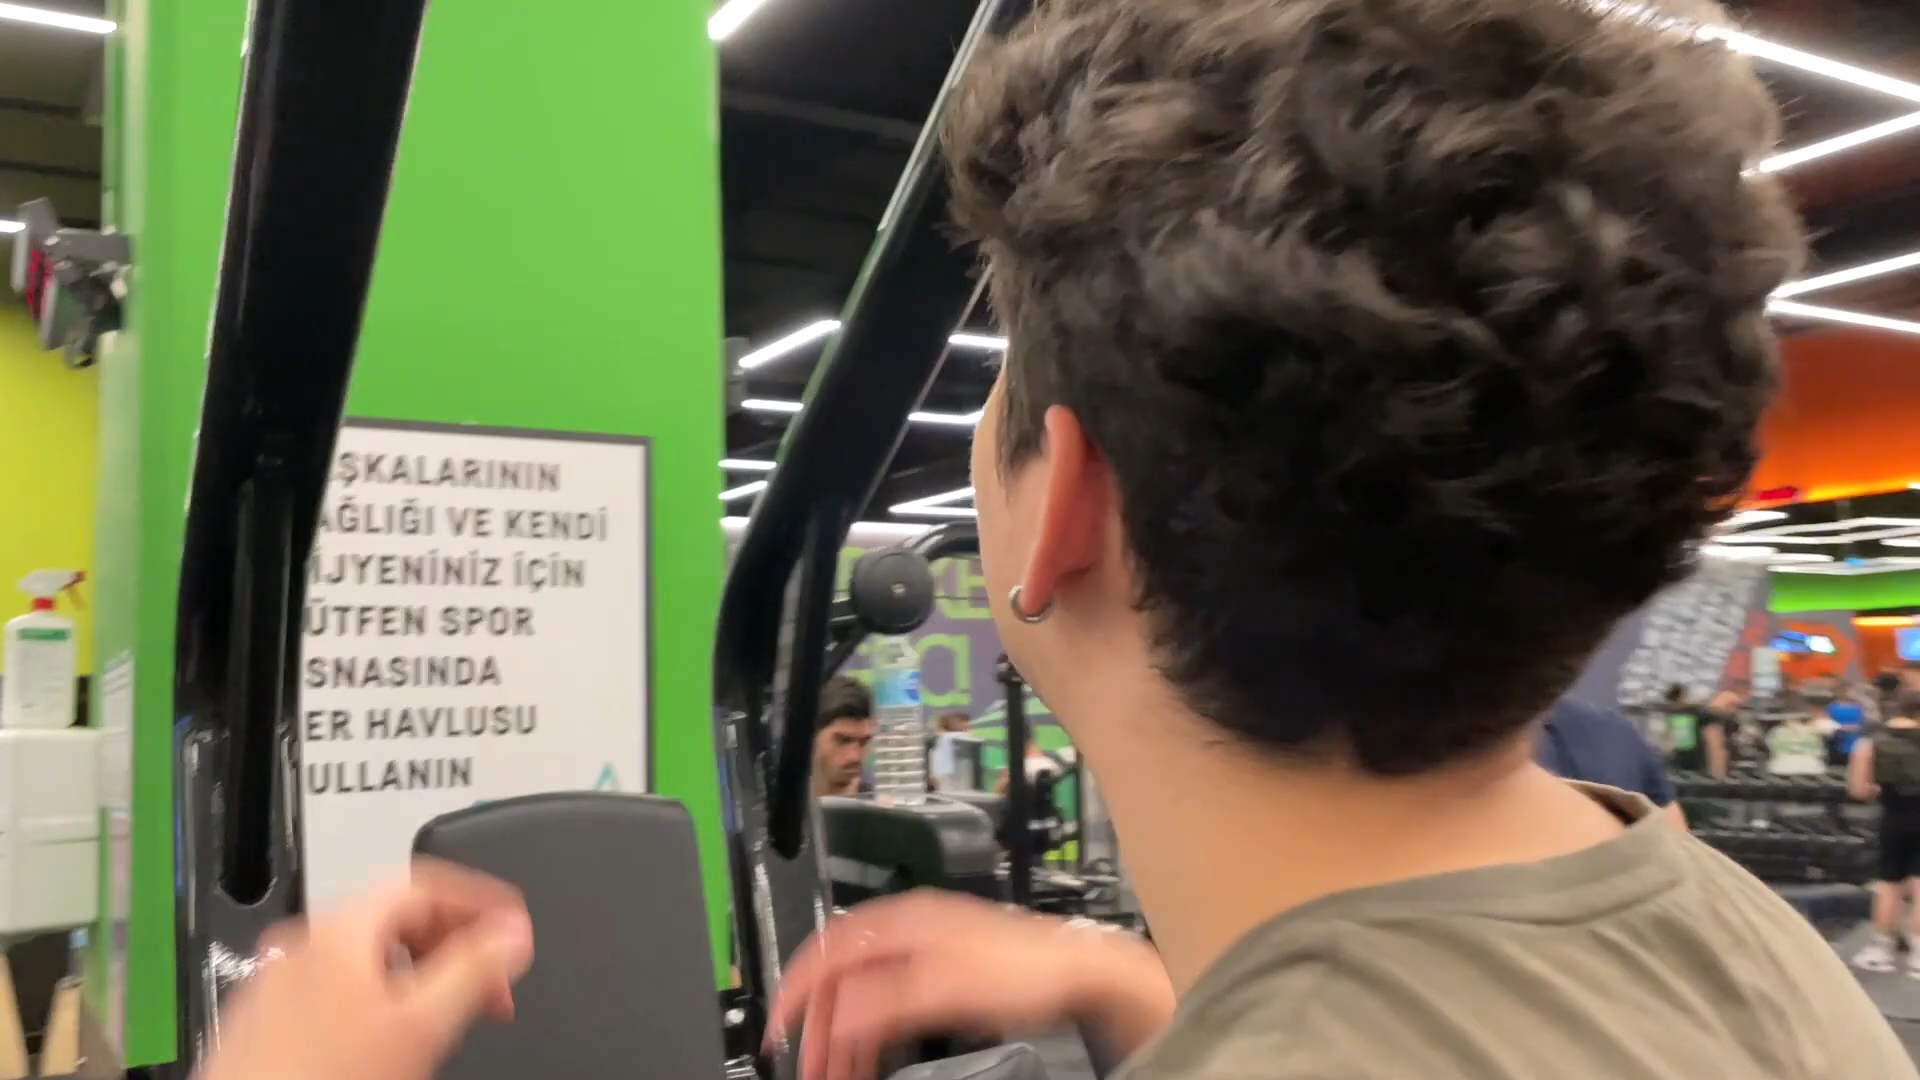 ŞKALARININ
AĞLIĞI VE KENDİ
İJYENİNİZ İÇİN
ÜTFEN SPOR
SNASINDA
ER HAVLUSU
ULLANIN